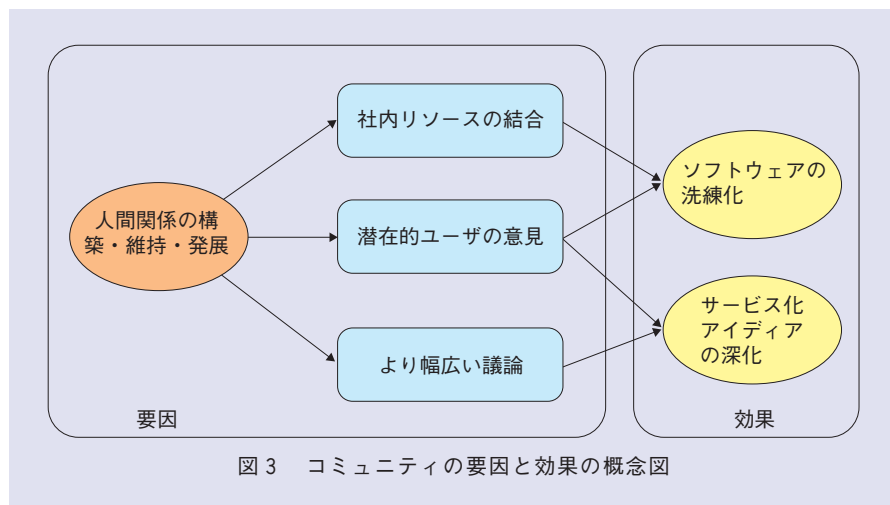 人間関係の構
築・維持・発展
社内リソースの結合
潜在的ユーザの意見
より幅広い議論
要因
ソフトウェアの
洗練化
サービス化
アイディア
の深化
効果
図3 コミュニティの要因と効果の概念図